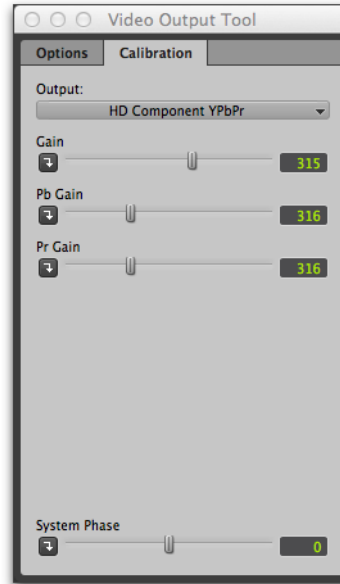 Video Output Tool
Options Calibration
Output:
HD Component YPbPr
Gain
315
Pb Gain
316
Pr Gain
316
System Phase
0